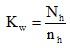 K_w = N_h / n_h